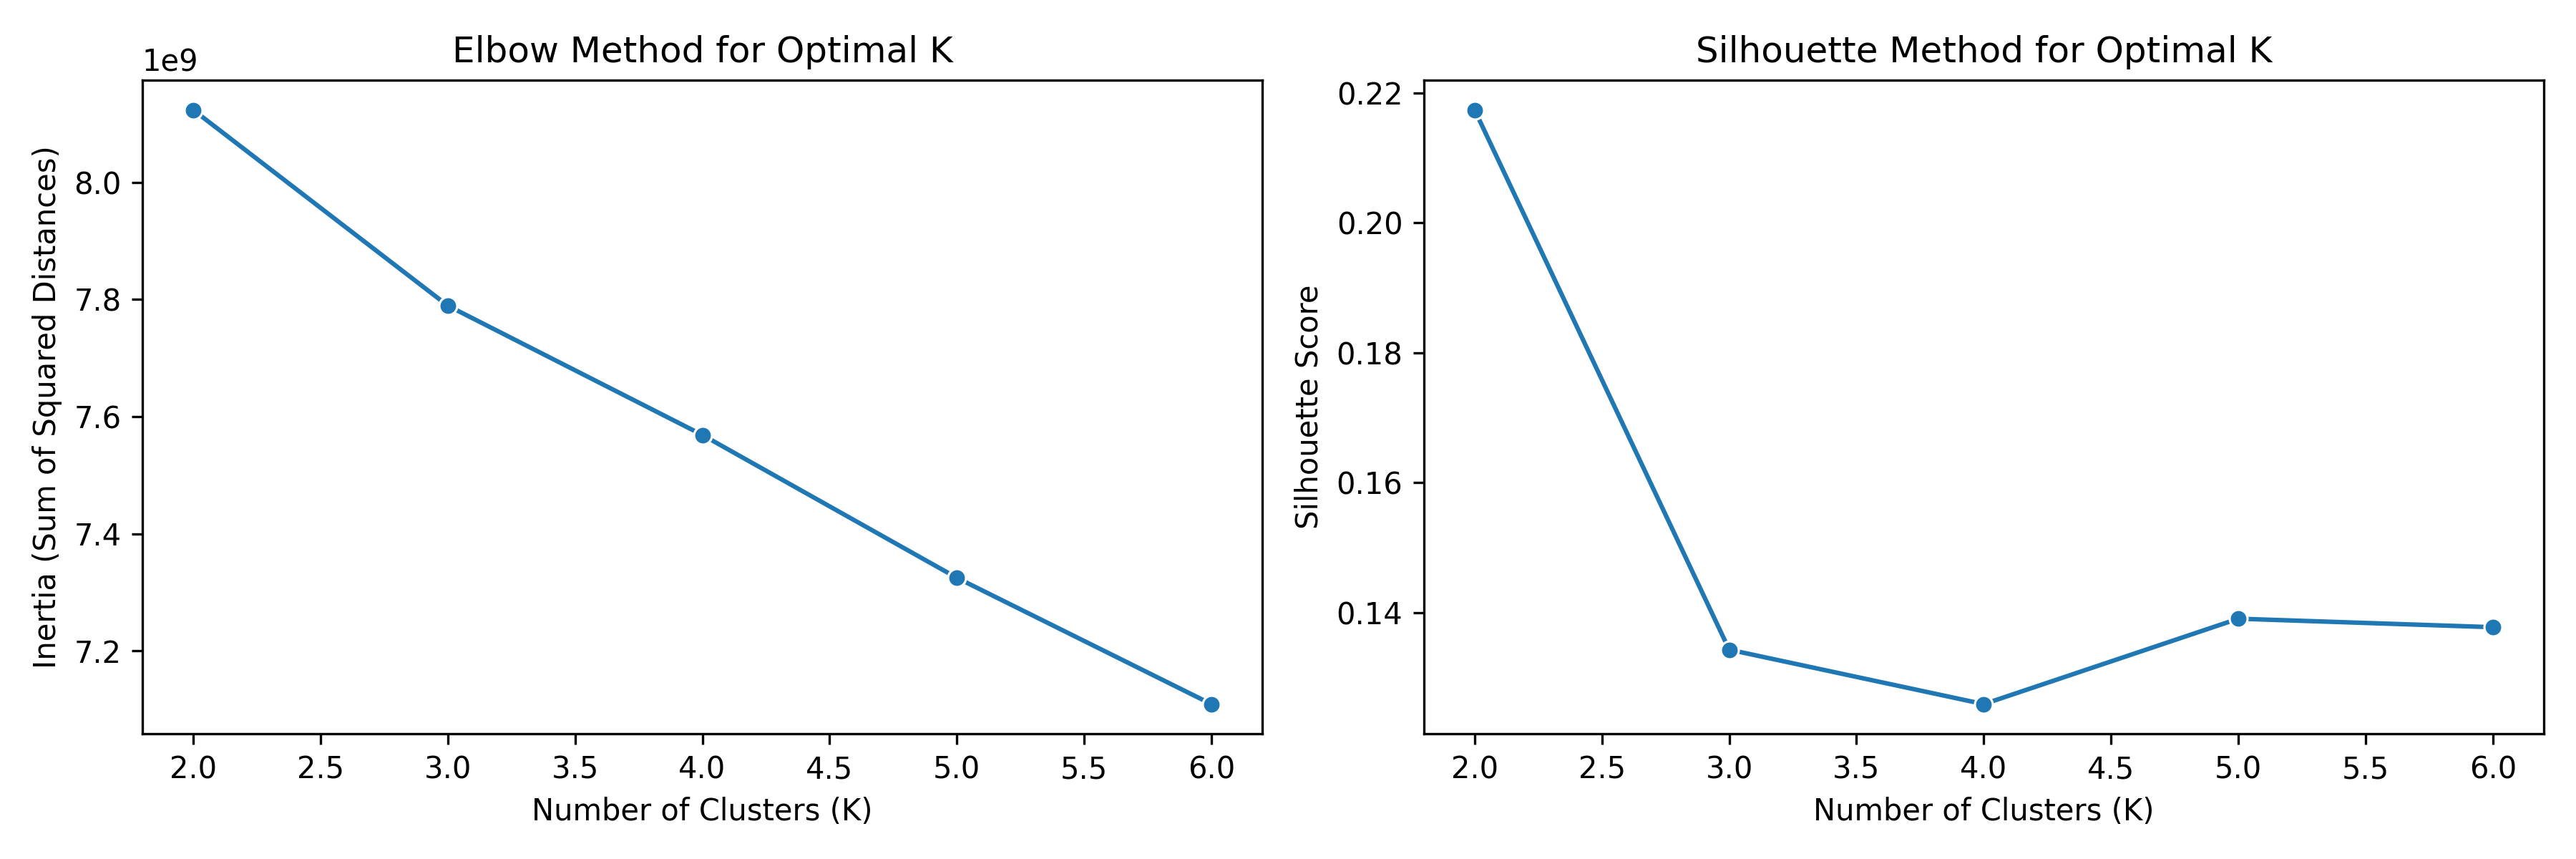 Elbow Method for Optimal K
1e9
8.0
7.8
7.6
7.4
7.2
Inertia (Sum of Squared Distances)
2.0 2.5 3.0 3.5 4.0 4.5 5.0 5.5 6.0
Number of Clusters (K)
Silhouette Method for Optimal K
0.22
0.20
0.18
0.16
0.14
Silhouette Score
2.0 2.5 3.0 3.5 4.0 4.5 5.0 5.5 6.0
Number of Clusters (K)